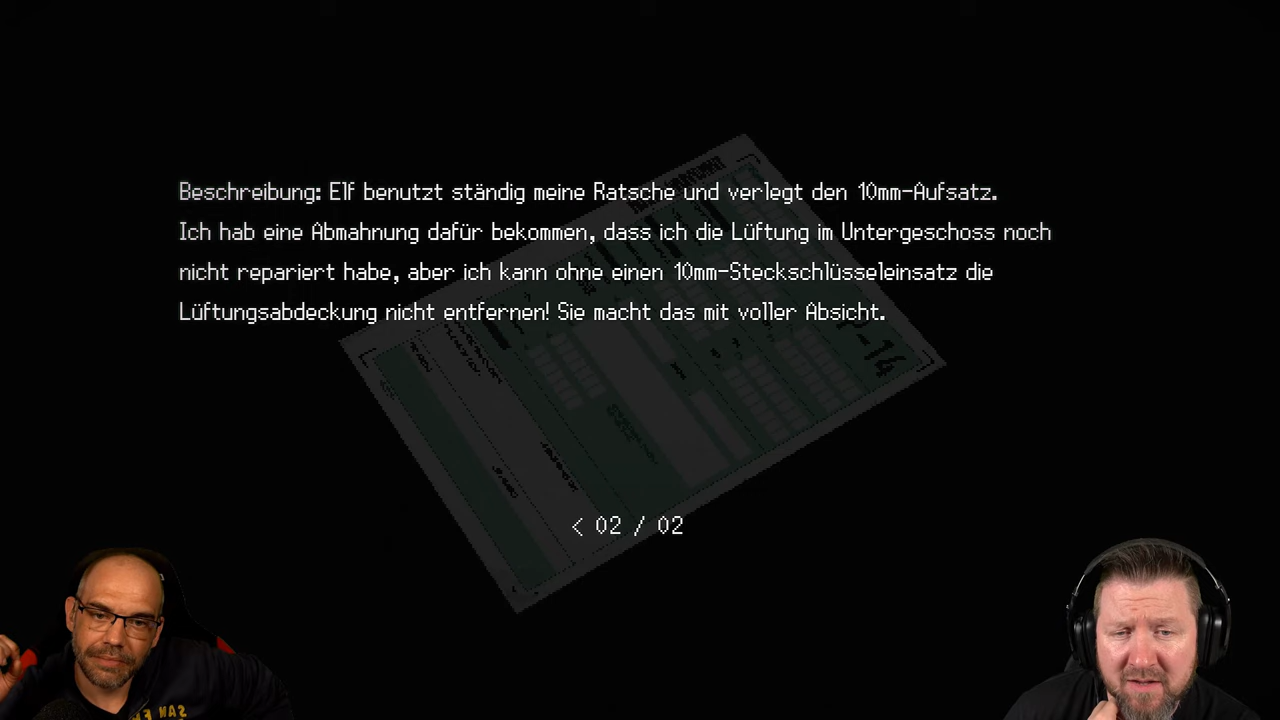 Beschreibung: Elf benutzt ständig meine Ratsche und verlegt den 10mm-Aufsatz.
Ich hab eine Abmahnung dafür bekommen, dass ich die Lüftung im Untergeschoss noch
nicht repariert habe, aber ich kann ohne einen 10mm-Steckschlüsseleinsatz die
Lüftungsabdeckung nicht entfernen! Sie macht das mit voller Absicht.
< 02 / 02